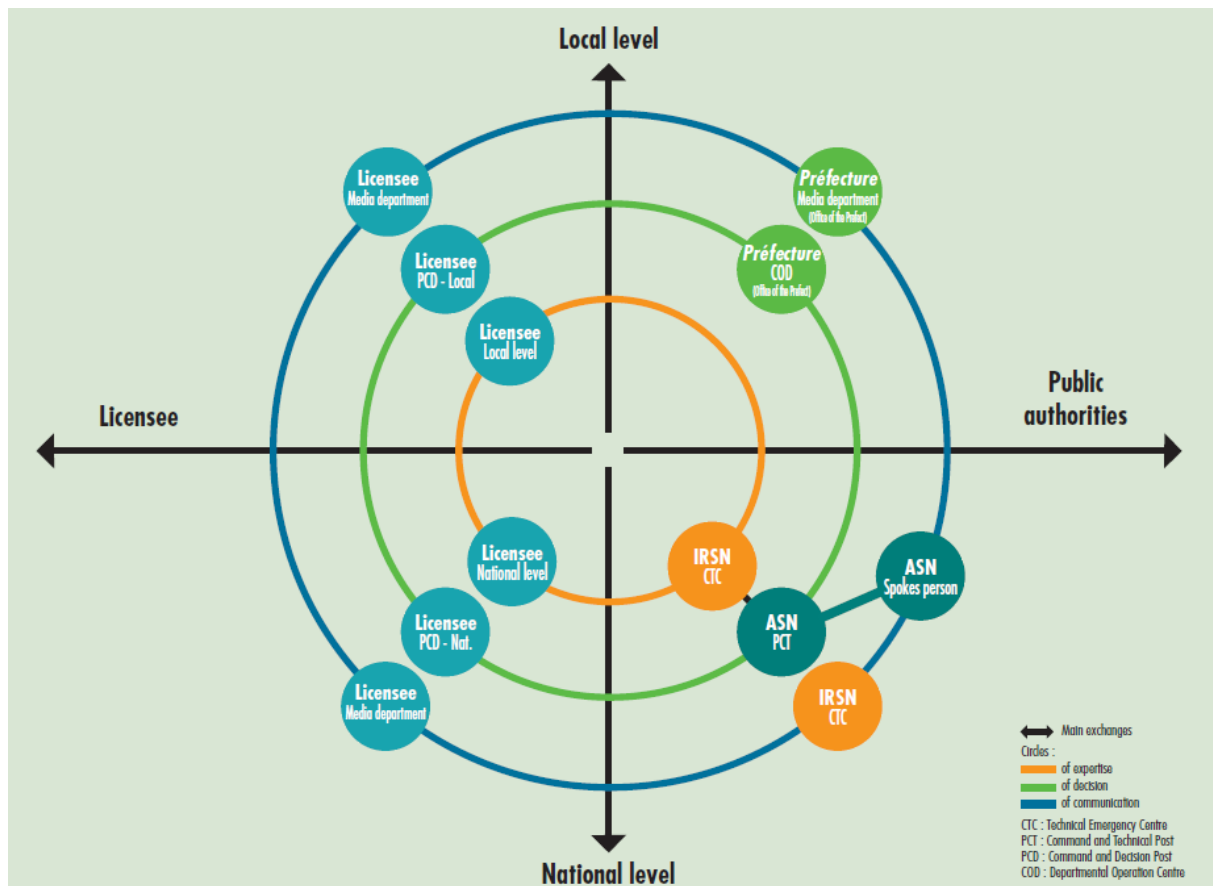 Local level
Licensee
Media department
Préfecture
Media department
(Office of the Prefect)
Licensee
PCD - Local
Préfecture
COD
(Office of the Prefect)
Licensee
Local level
Licensee
Public
authorities
Licensee
National level
IRSN
CTC
ASN
Spokes person
Licensee
PCD - Nat.
ASN
PCT
Licensee
Media department
IRSN
CTC
Main exchanges
Circles :
of expertise
of decision
of communication
CTC : Technical Emergency Centre
PCT : Command and Technical Post
PCD : Command and Decision Post
COD : Departmental Operation Centre
National level